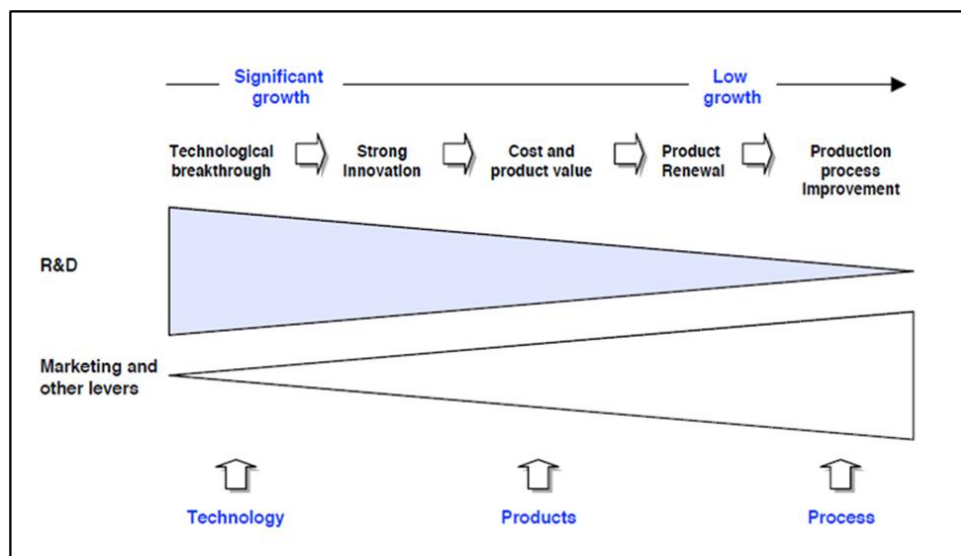 Significant
growth
Low
growth
Technological
breakthrough
Strong
Innovation
Cost and
product value
Product
Renewal
Production
process
Improvement
R&D
Marketing and
other levers
Technology
Products
Process